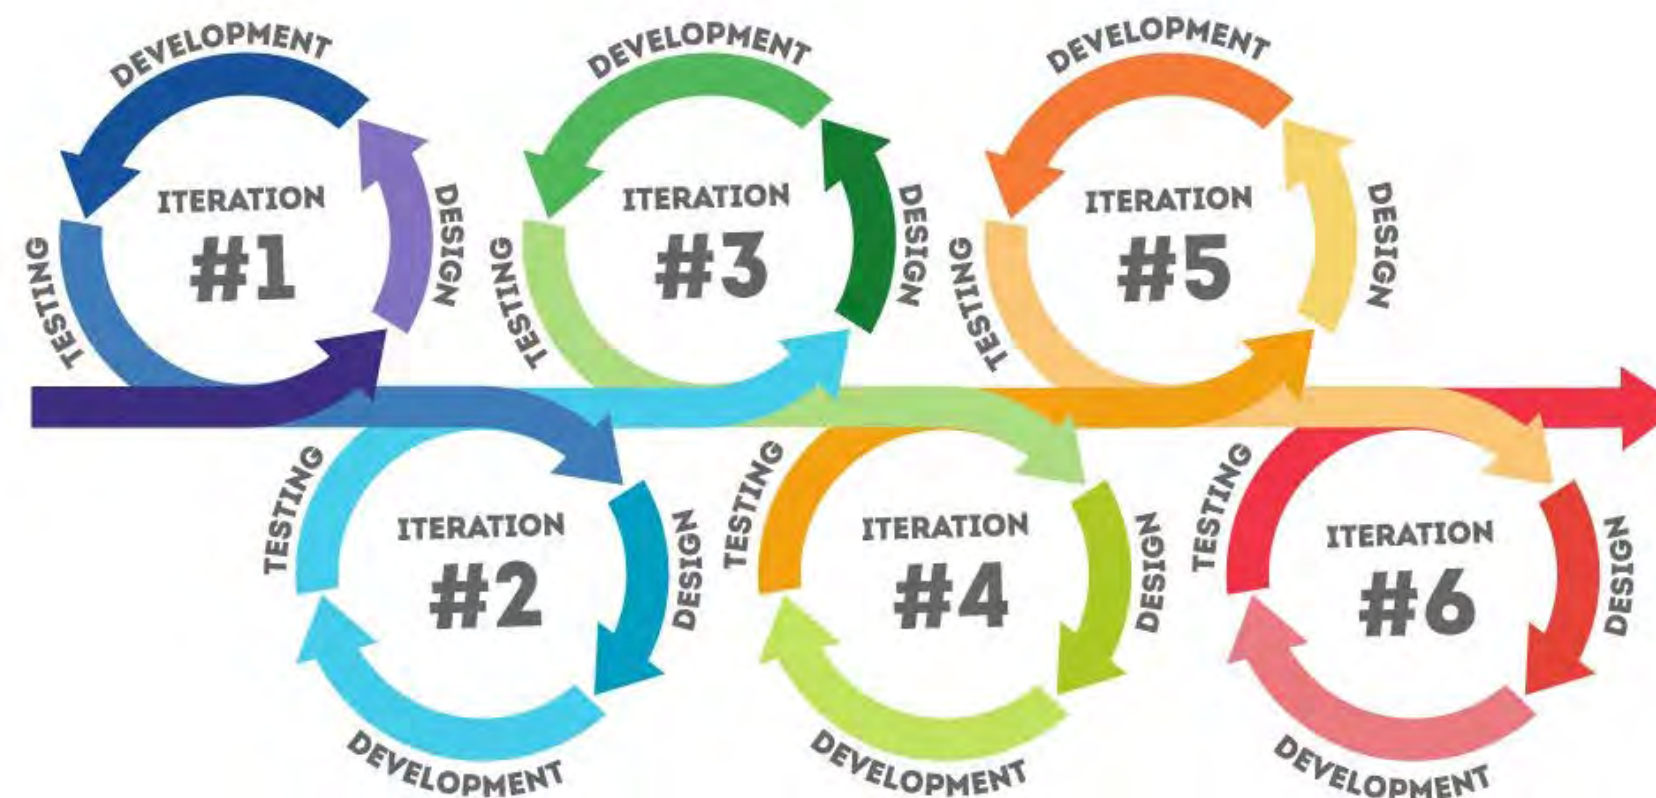 DEVELOPMENT
ITERATION
#1
DESIGN
TESTING
DEVELOPMENT
ITERATION
#3
DESIGN
TESTING
DEVELOPMENT
ITERATION
#5
DESIGN
TESTING
TESTING
ITERATION
#2
DESIGN
DEVELOPMENT
TESTING
ITERATION
#4
DESIGN
DEVELOPMENT
TESTING
ITERATION
#6
DESIGN
DEVELOPMENT